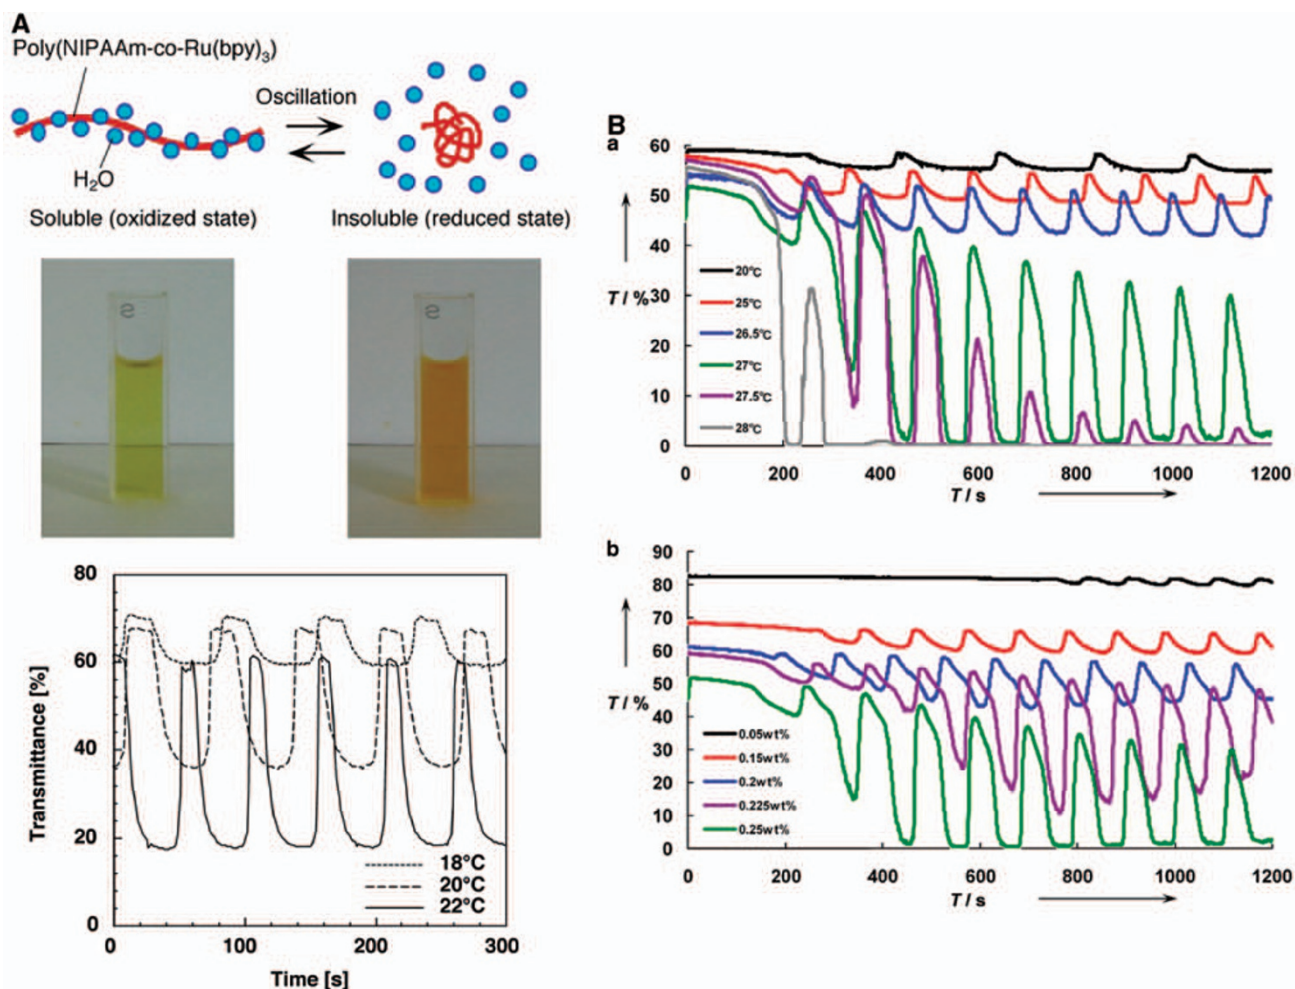 A
Poly(NIPAAm-co-Ru(bpy)3)
Oscillation
H2O
Soluble (oxidized state)
Insoluble (reduced state)
S
S
80
60
40
20
0
Transmittance [%]
18°C
20°C
22°C
0
100
200
300
Time [s]
B
a
60
50
40
30
20
10
0
T / %
20°C
25°C
26.5°C
27°C
27.5°C
28°C
0
200
400
600
800
1000
1200
T / s
b
90
80
70
60
50
40
30
20
10
0
T / %
0.05wt%
0.15wt%
0.2wt%
0.225wt%
0.25wt%
0
200
400
600
800
1000
1200
T / s